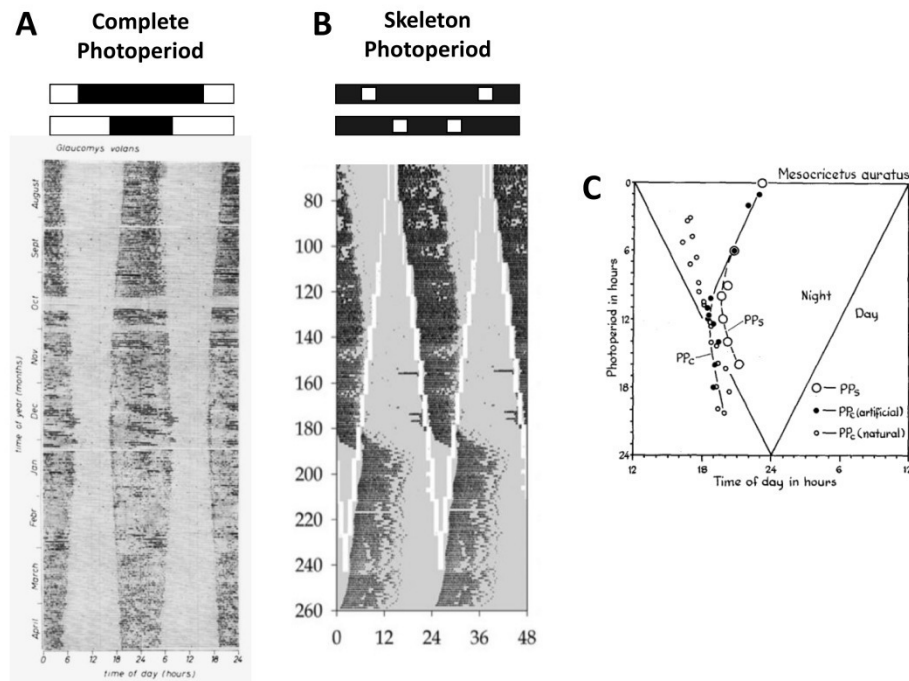 A
Complete
Photoperiod
Glaucomys volans
time of year (months)
August
Sept
Oct
Nov
Dec
Jan
Febr
March
April
0 6 12 18 24 6 12 18 24
time of day (hours)
B
Skeleton
Photoperiod
80
100
120
140
160
180
200
220
240
260
0 12 24 36 48
C
Mesocricetus auratus
Photoperiod in hours
0
6
12
18
24
Night
Day
PPs
PPc
PPs
PPc (artificial)
PPc (natural)
12 18 24 6 12
Time of day in hours